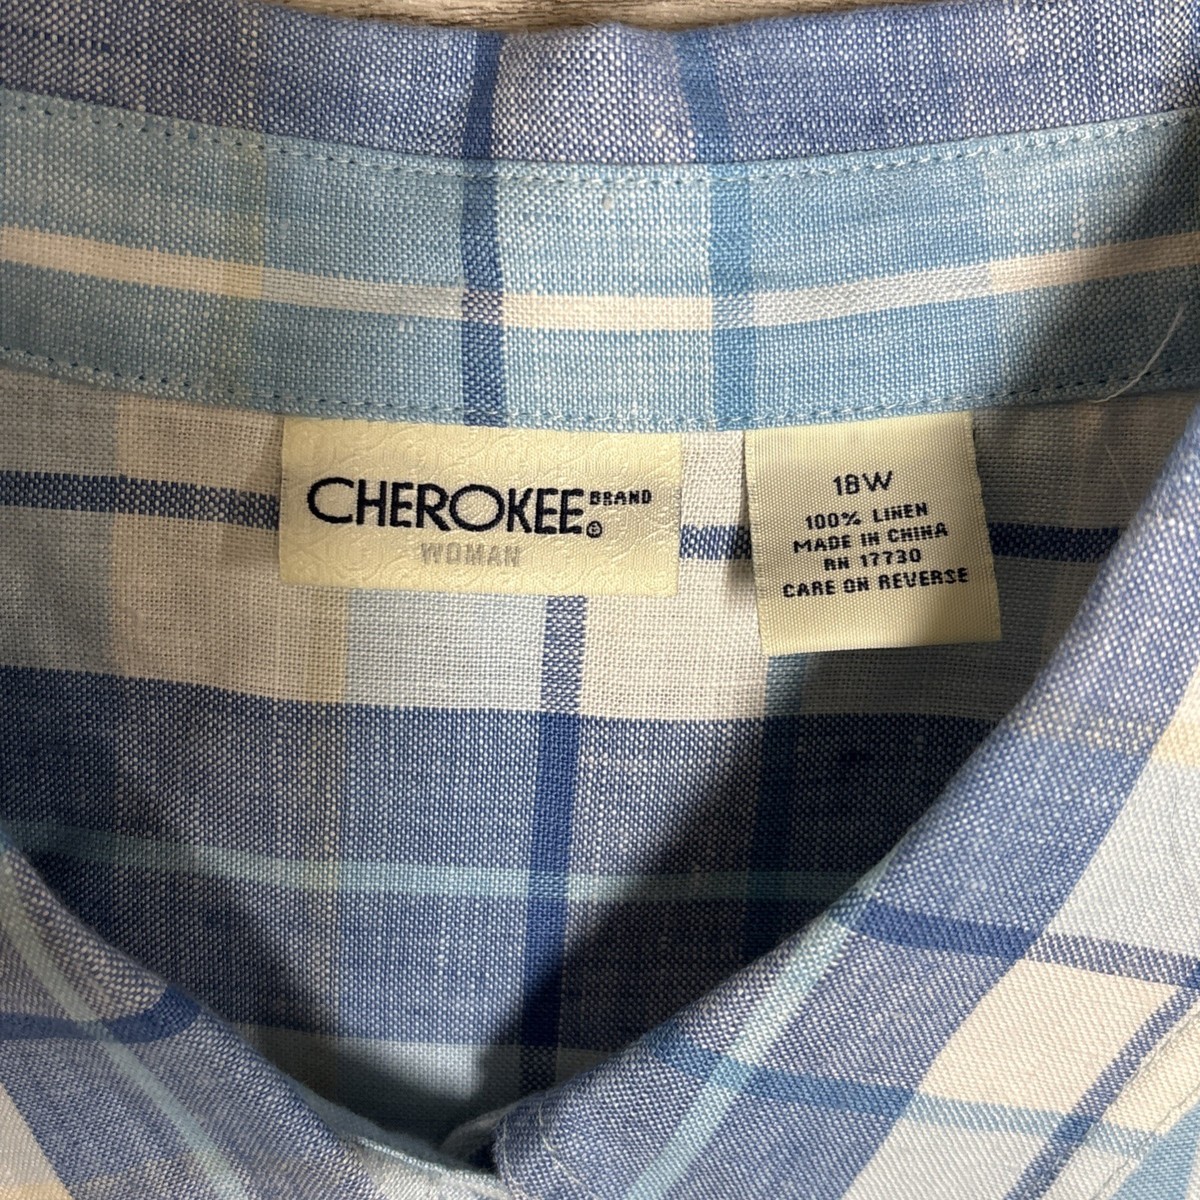 CHEROKEE BRAND ©
WOMAN
18W
100% LINEN
MADE IN CHINA
RN 17730
CARE ON REVERSE